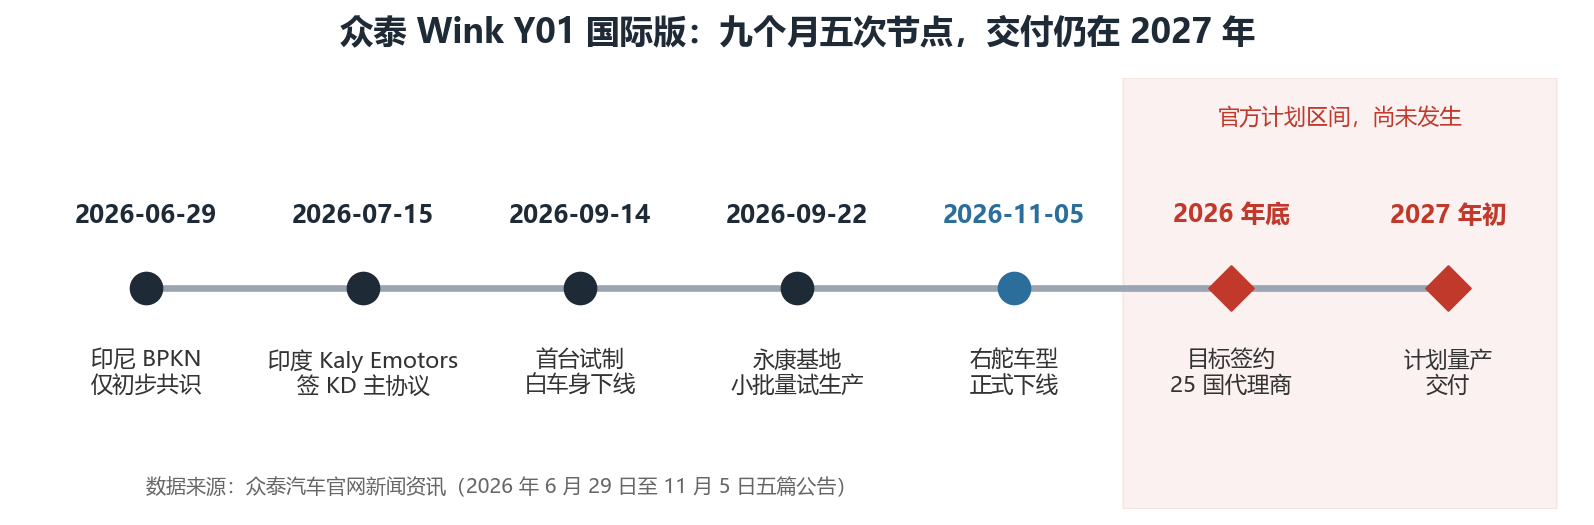 众泰 Wink Y01 国际版：九个月五次节点，交付仍在 2027 年
官方计划区间，尚未发生
2026-06-29
2026-07-15
2026-09-14
2026-09-22
2026-11-05
2026 年底
2027 年初
印尼 BPKN
仅初步共识
印度 Kaly Emotors
签 KD 主协议
首台试制
白车身下线
永康基地
小批量试生产
右舵车型
正式下线
目标签约
25 国代理商
计划量产
交付
数据来源：众泰汽车官网新闻资讯（2026 年 6 月 29 日至 11 月 5 日五篇公告）